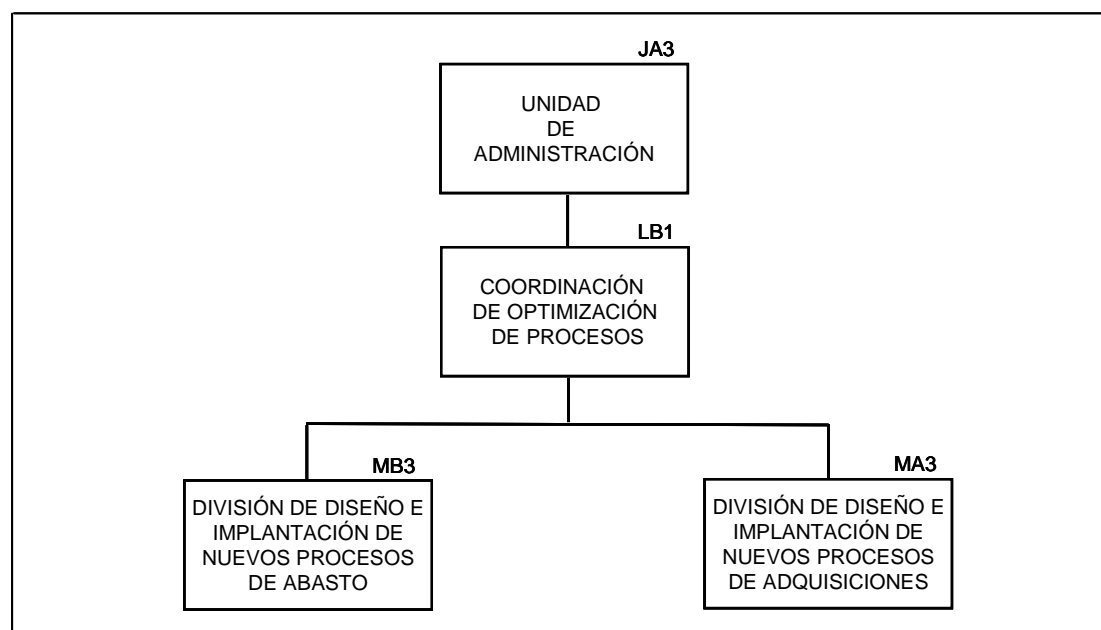 JA3
UNIDAD
DE
ADMINISTRACIÓN
LB1
COORDINACIÓN
DE OPTIMIZACIÓN
DE PROCESOS
MB3
DIVISIÓN DE DISEÑO E
IMPLANTACIÓN DE
NUEVOS PROCESOS
DE ABASTO
MA3
DIVISIÓN DE DISEÑO E
IMPLANTACIÓN DE
NUEVOS PROCESOS
DE ADQUISICIONES